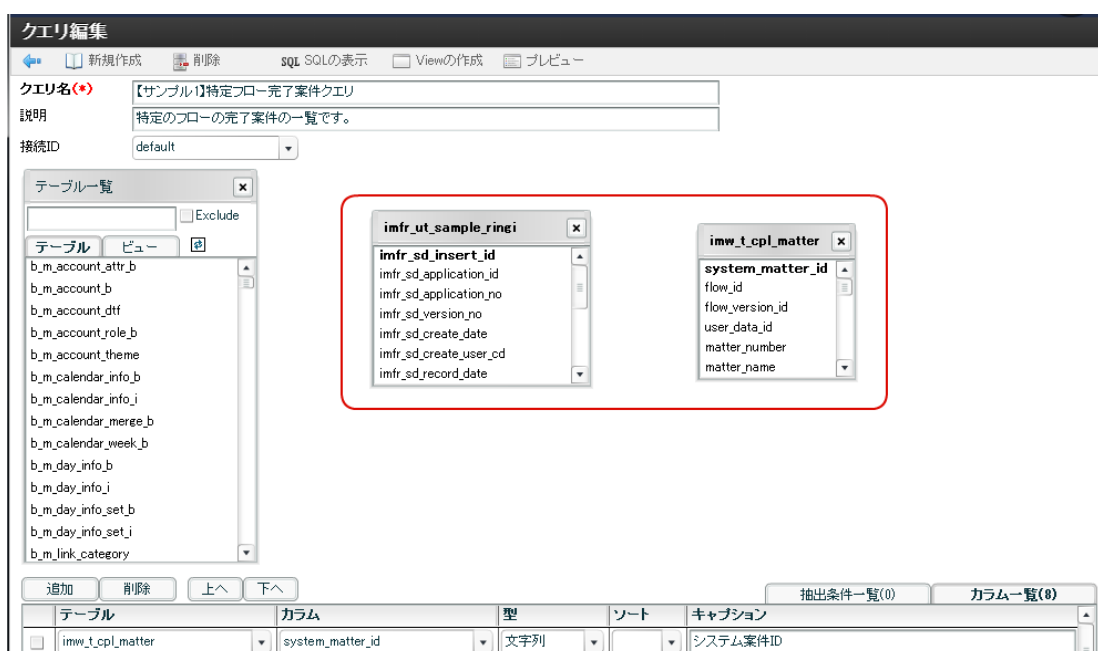 クエリ編集
新規作成 削除 SQL SQLの表示 Viewの作成 プレビュー
クエリ名(*) 【サンプル1】特定フロー完了案件クエリ
説明 特定のフローの完了案件の一覧です。
接続ID default
テーブル一覧
Exclude
テーブル ビュー
b_m_account_attr_b
b_m_account_b
b_m_account_dtf
b_m_account_role_b
b_m_account_theme
b_m_calendar_info_b
b_m_calendar_info_i
b_m_calendar_merge_b
b_m_calendar_week_b
b_m_day_info_b
b_m_day_info_i
b_m_day_info_set_b
b_m_day_info_set_i
b_m_link_category
imfr_ut_sample_ringi
imfr_sd_insert_id
imfr_sd_application_id
imfr_sd_application_no
imfr_sd_version_no
imfr_sd_create_date
imfr_sd_create_user_cd
imfr_sd_record_date
imw_t_cpl_matter
system_matter_id
flow_id
flow_version_id
user_data_id
matter_number
matter_name
追加 削除 上へ 下へ 抽出条件一覧(0) カラム一覧(8)
テーブル カラム 型 ソート キャプション
imw_t_cpl_matter system_matter_id 文字列 システム案件ID